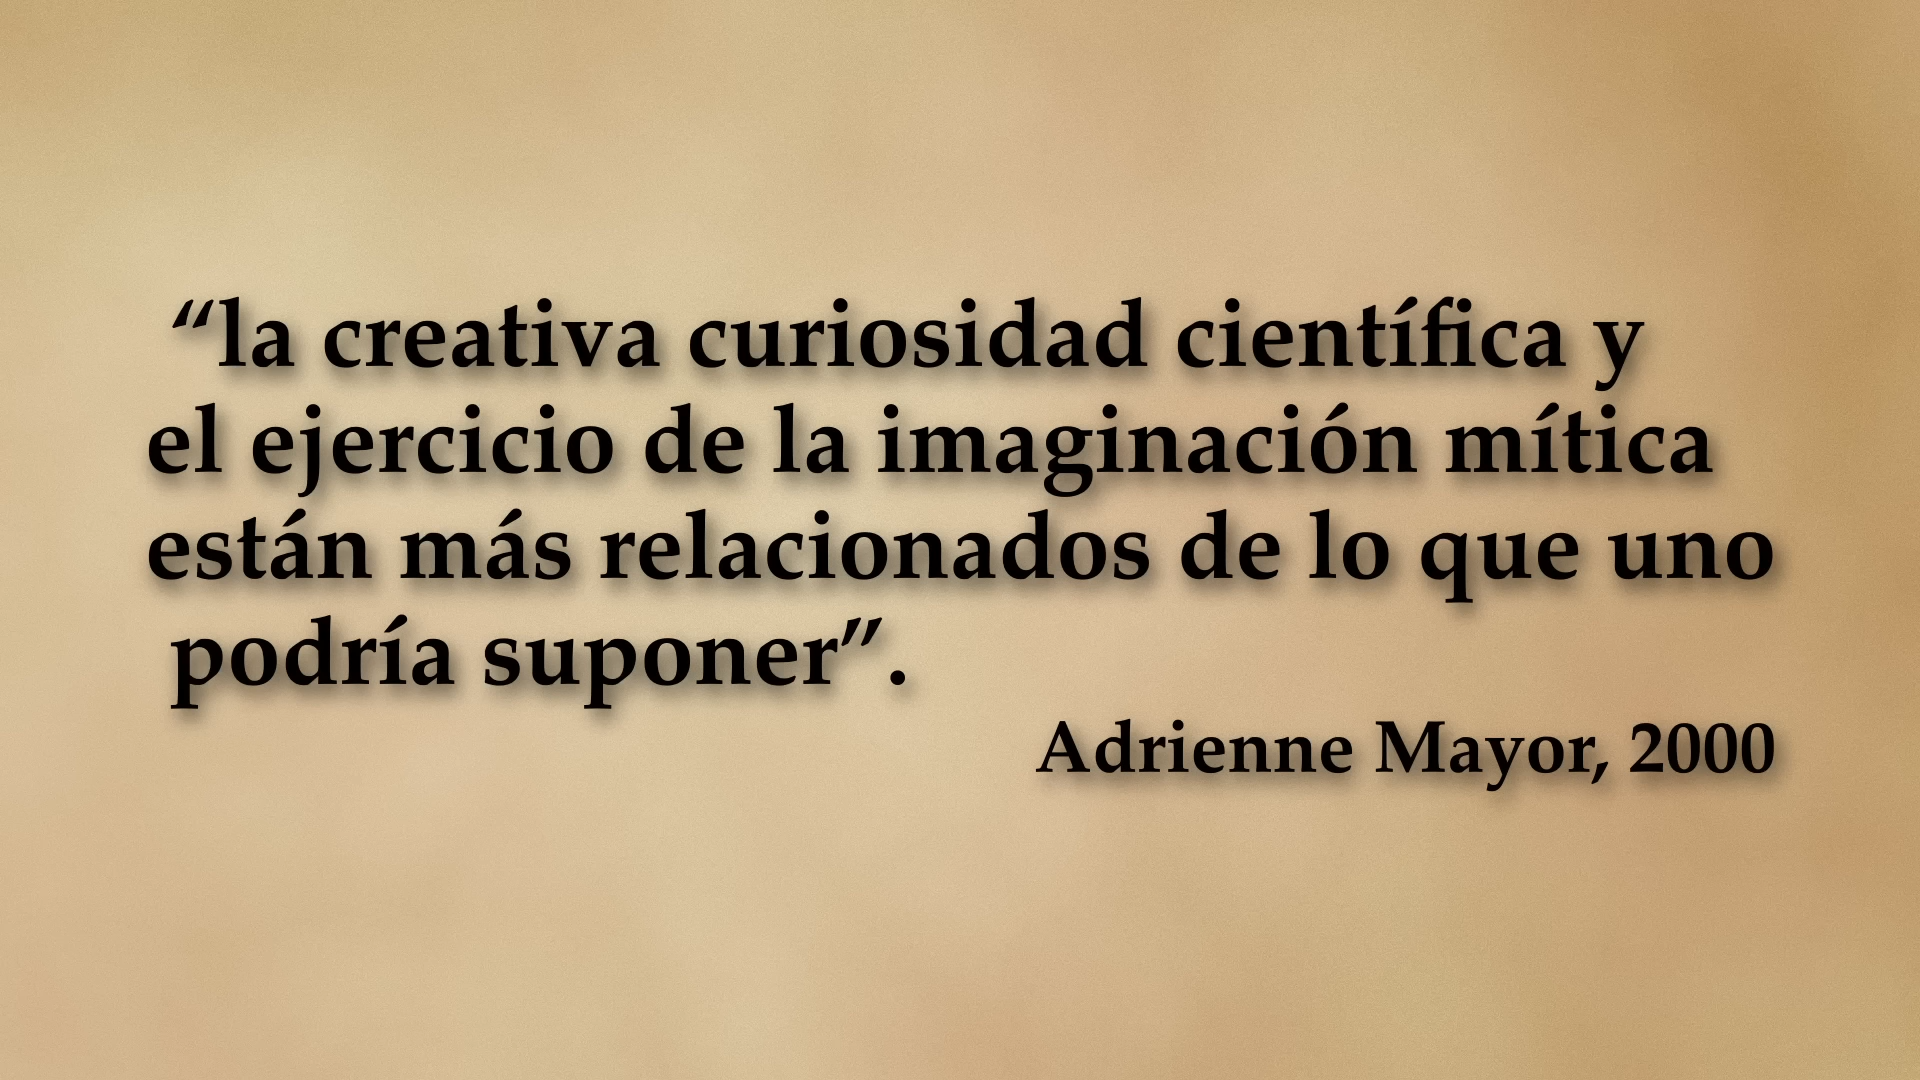 “la creativa curiosidad científica y
el ejercicio de la imaginación mítica
están más relacionados de lo que uno
podría suponer”.
Adrienne Mayor, 2000